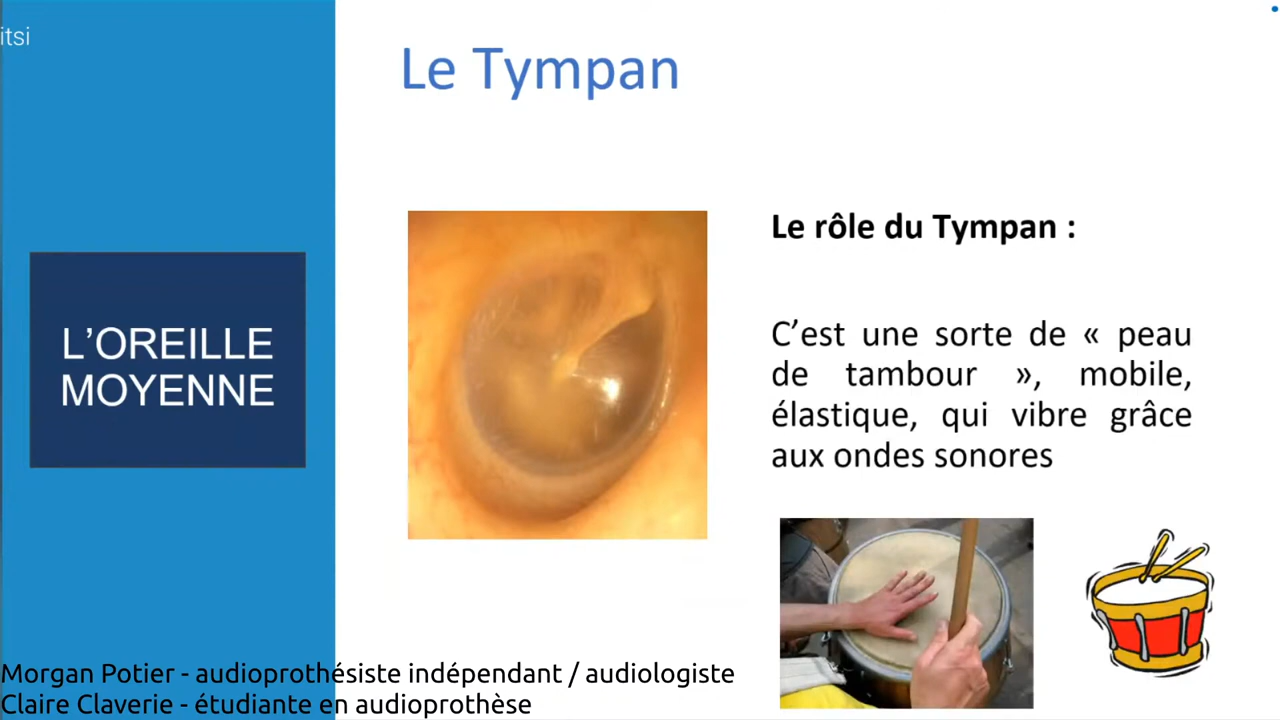 itsi
Le Tympan
L’OREILLE
MOYENNE
Le rôle du Tympan :
C’est une sorte de « peau
de tambour », mobile,
élastique, qui vibre grâce
aux ondes sonores
Morgan Potier - audioprothésiste indépendant / audiologiste
Claire Claverie - étudiante en audioprothèse